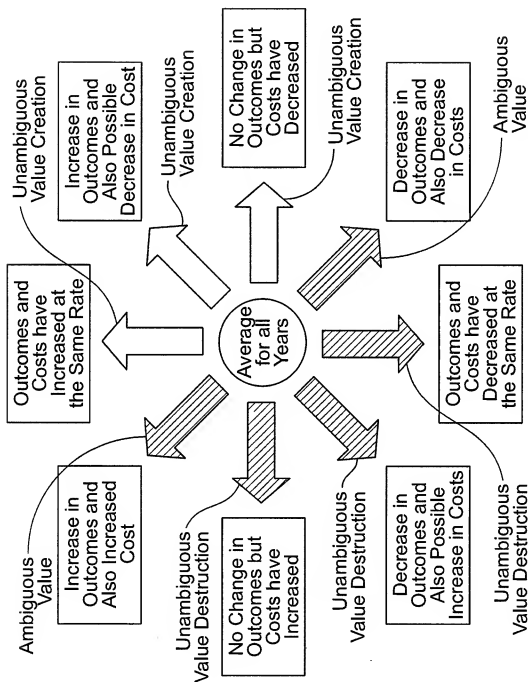 Unambiguous
Value Creation
Outcomes and
Costs have
Increased at
the Same Rate
Increase in
Outcomes and
Also Possible
Decrease in Cost
Unambiguous
Value Creation
No Change in
Outcomes but
Costs have
Decreased
Unambiguous
Value Creation
Decrease in
Outcomes and
Also Decrease
in Costs
Ambiguous
Value
Average
for all
Years
Outcomes and
Costs have
Decreased at
the Same Rate
Unambiguous
Value Destruction
Decrease in
Outcomes and
Also Possible
Increase in Costs
Unambiguous
Value Destruction
No Change in
Outcomes but
Costs have
Increased
Unambiguous
Value Destruction
Increase in
Outcomes and
Also Increased
Cost
Ambiguous
Value